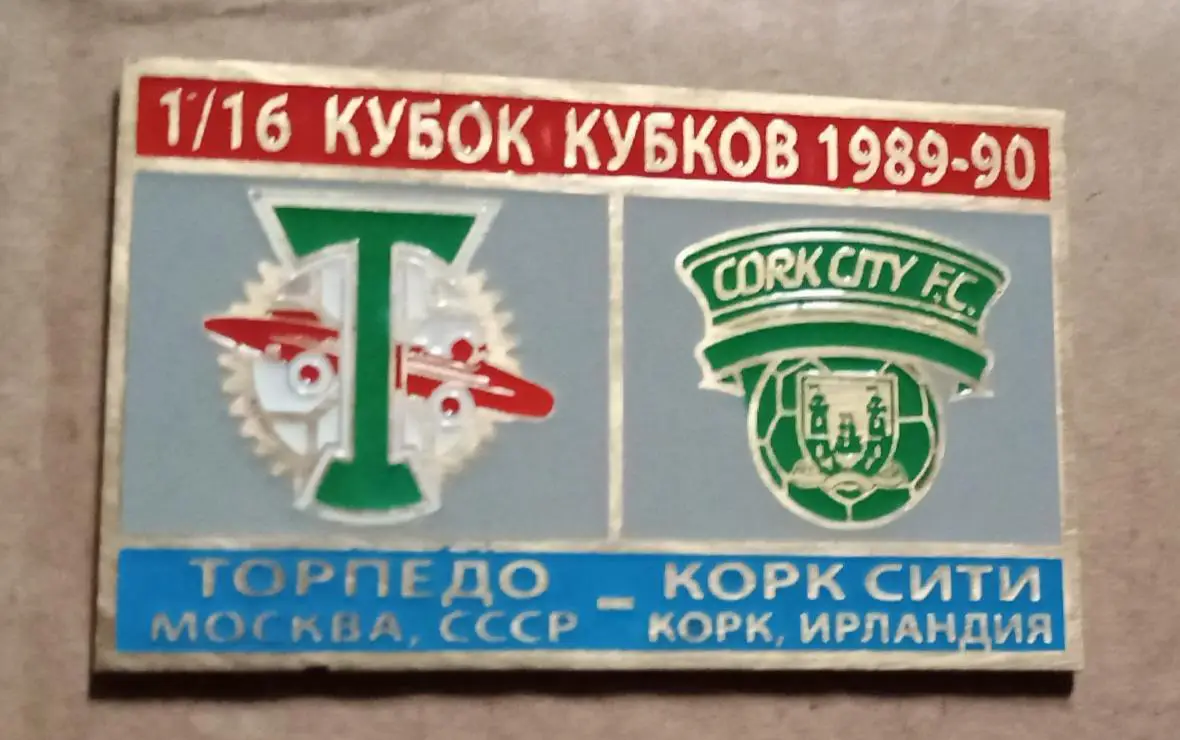 1/16 КУБОК КУБКОВ 1989-90
CORK CITY F.C.
ТОРПЕДО – КОРК СИТИ
МОСКВА, СССР КОРК, ИРЛАНДИЯ